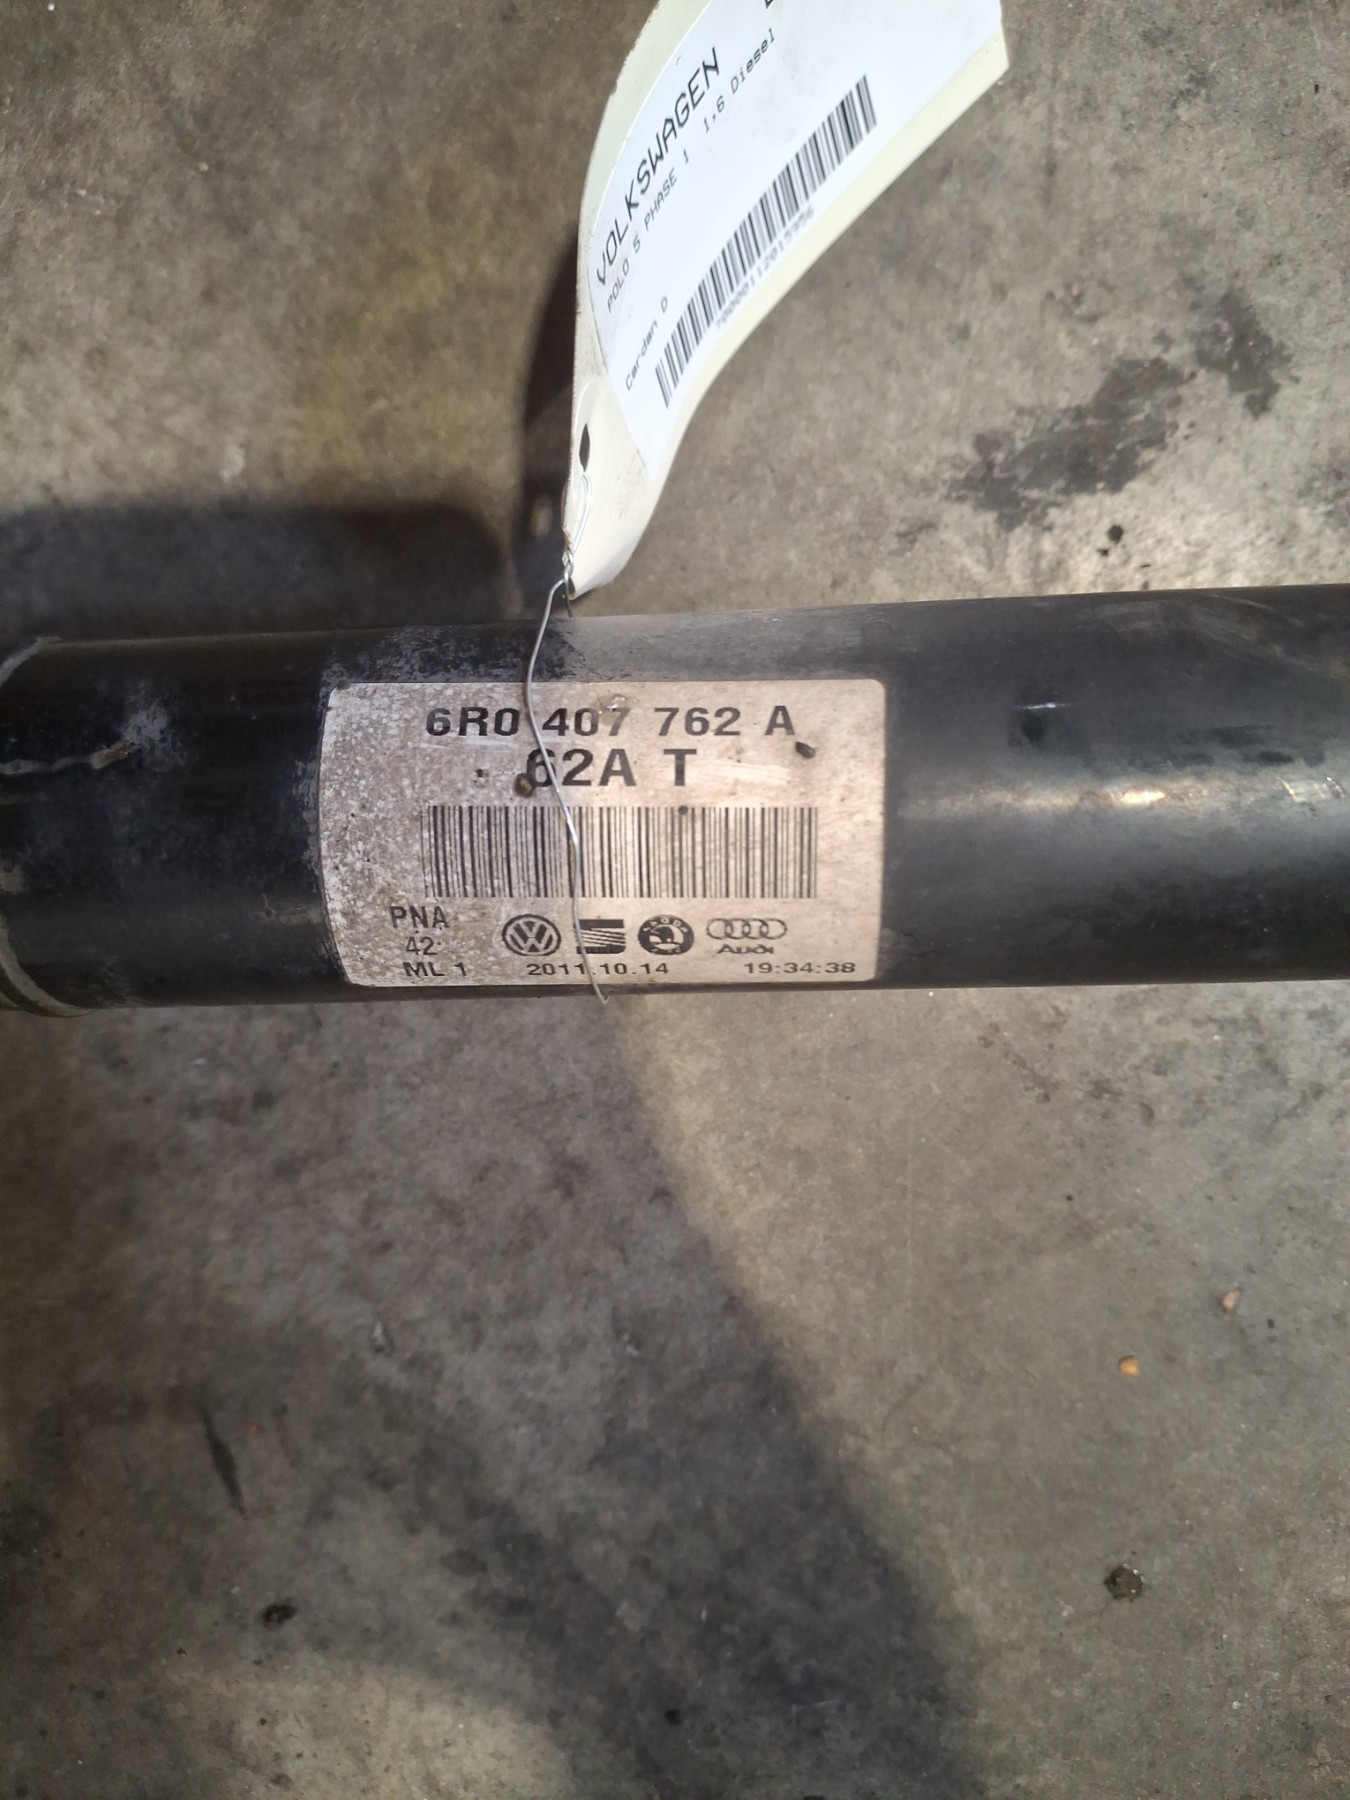 VOLKSWAGEN
POLO 5 PHASE 1 1,6 Diesel
Cardan D
6R0 407 762 A
62A T
PNA
42
ML 1 2011.10.14 19:34:38
Audi